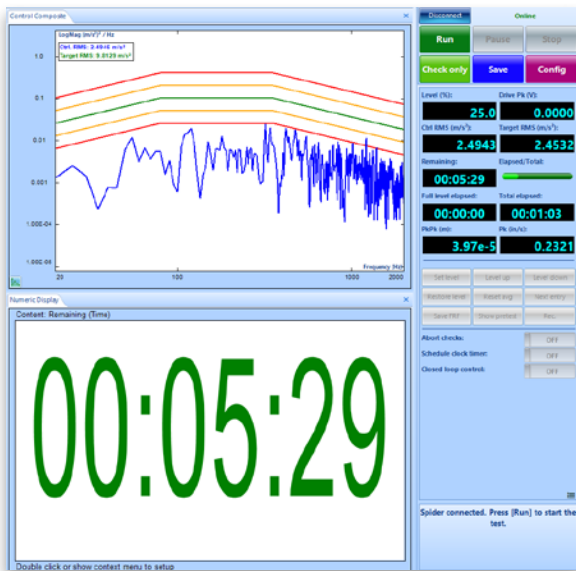 Control Composite
LogMag (m/s²)² / Hz
Ctrl. RMS: 2.4946 m/s²
Target RMS: 9.8129 m/s²
1.0
0.1
0.01
0.001
1.00E-04
1.00E-05
20
100
1000
2000
Frequency (Hz)
Numeric Display
Content: Remaining (Time)
00:05:29
Double click or show context menu to setup
Disconnect
Online
Run
Pause
Stop
Check only
Save
Config
Level (%):
Drive Pk (V):
25.0
0.0000
Ctrl RMS (m/s²):
Target RMS (m/s²):
2.4943
2.4532
Remaining:
Elapsed/Total:
00:05:29
Full level elapsed:
Total elapsed:
00:00:00
00:01:03
PkPk (m):
3.97e-5
0.2321
Set level
Level up
Level down
Restore level
Reset avg
Next entry
Save FRF
Show pretest
Rec.
Abort checks:
OFF
Schedule clock timer:
OFF
Closed loop control:
OFF
Spider connected. Press [Run] to start the
test.